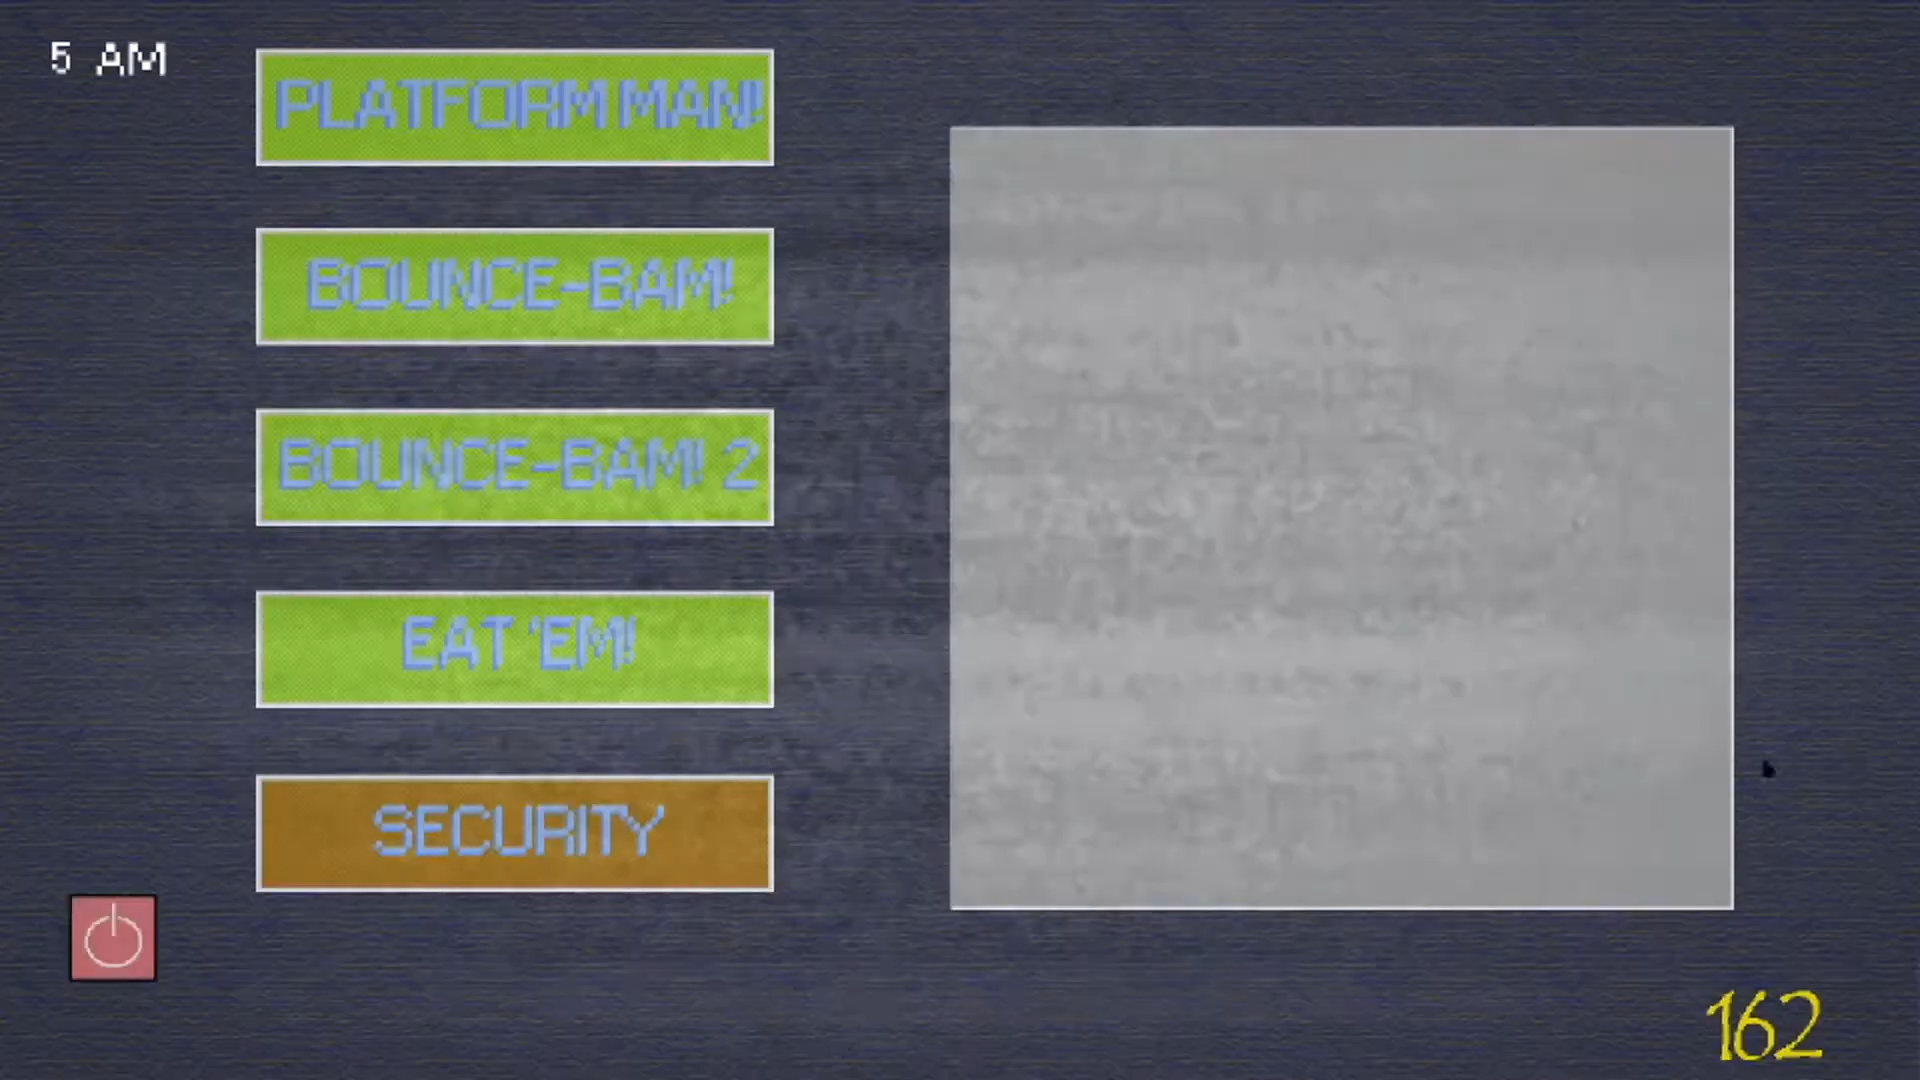 5 AM
PLATFORM MAN!
BOUNCE-BAM!
BOUNCE-BAM! 2
EAT 'EM!
SECURITY
162